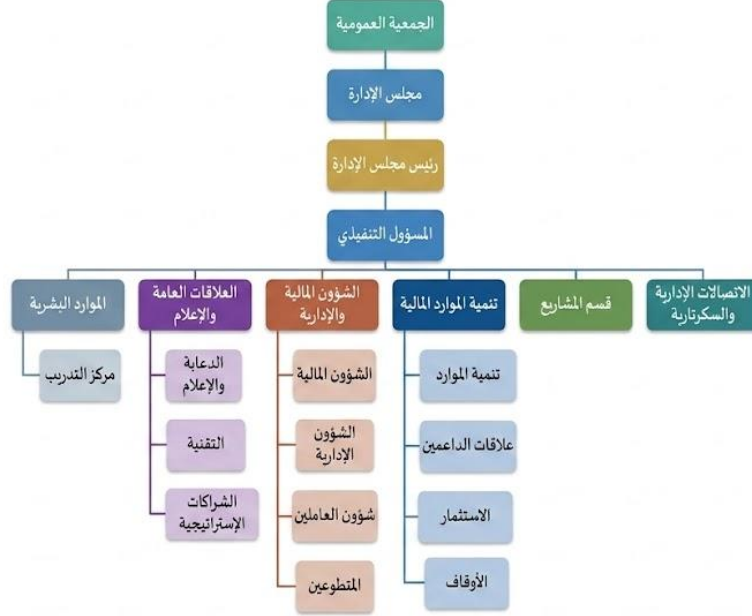 الجمعية العمومية
مجلس الإدارة
رئيس مجلس الإدارة
المسؤول التنفيذي
الاتصالات الإدارية
والسكرتارية
قسم المشاريع
تنمية الموارد المالية
الشؤون المالية
والإدارية
العلاقات العامة
والإعلام
الموارد البشرية
تنمية الموارد
علاقات الداعمين
الاستثمار
الأوقاف
الشؤون المالية
الشؤون
الإدارية
شؤون العاملين
المتطوعين
الدعاية
والإعلام
التقنية
الشراكات
الإستراتيجية
مركز التدريب